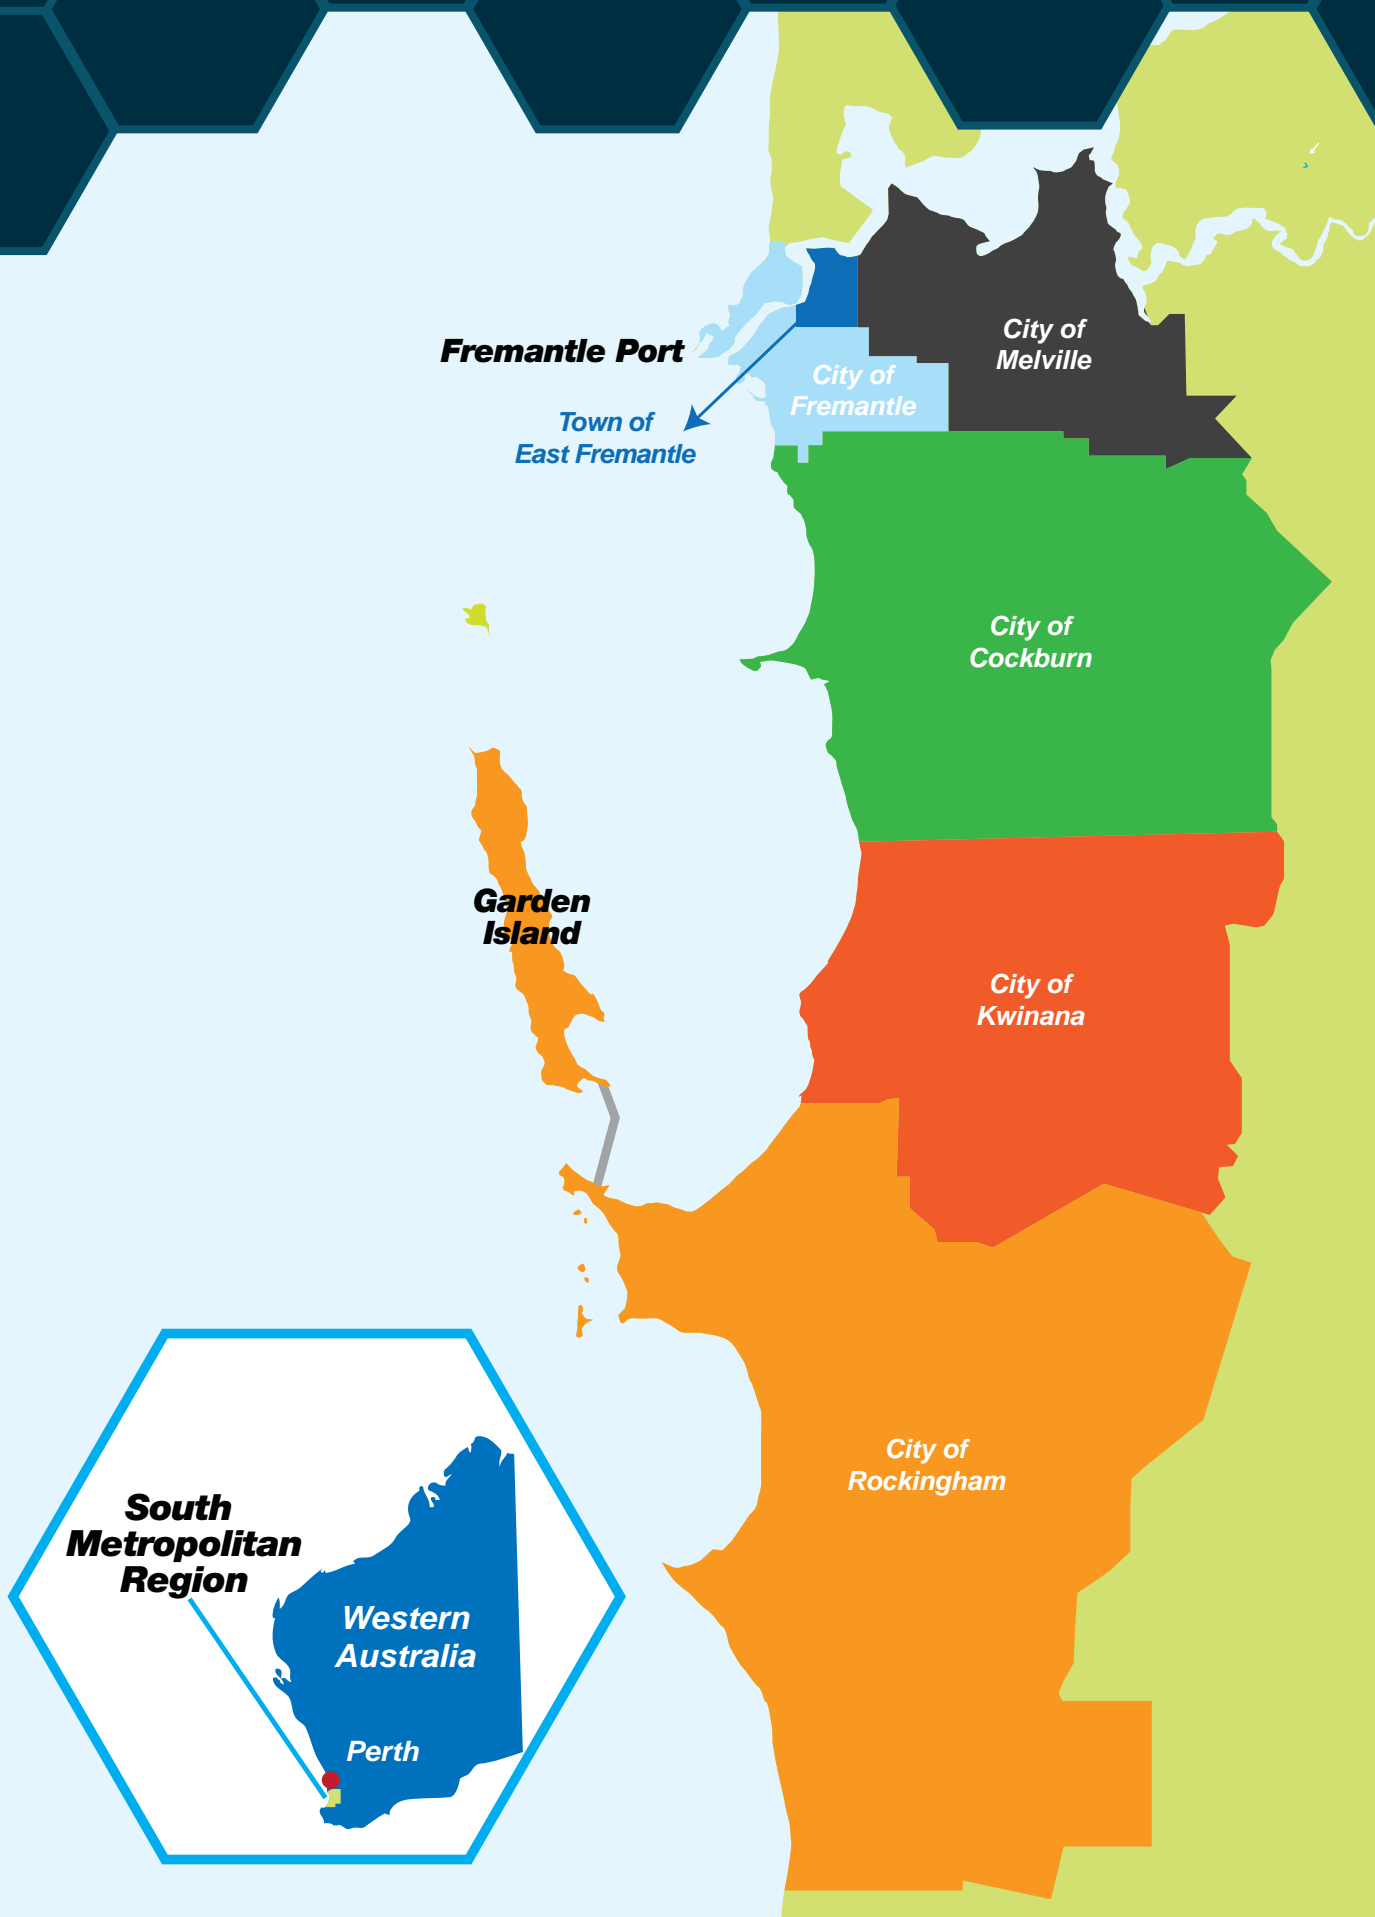 City of
Melville
Fremantle Port
City of
Fremantle
Town of
East Fremantle
City of
Cockburn
Garden
Island
City of
Kwinana
City of
Rockingham
South
Metropolitan
Region
Western
Australia
Perth